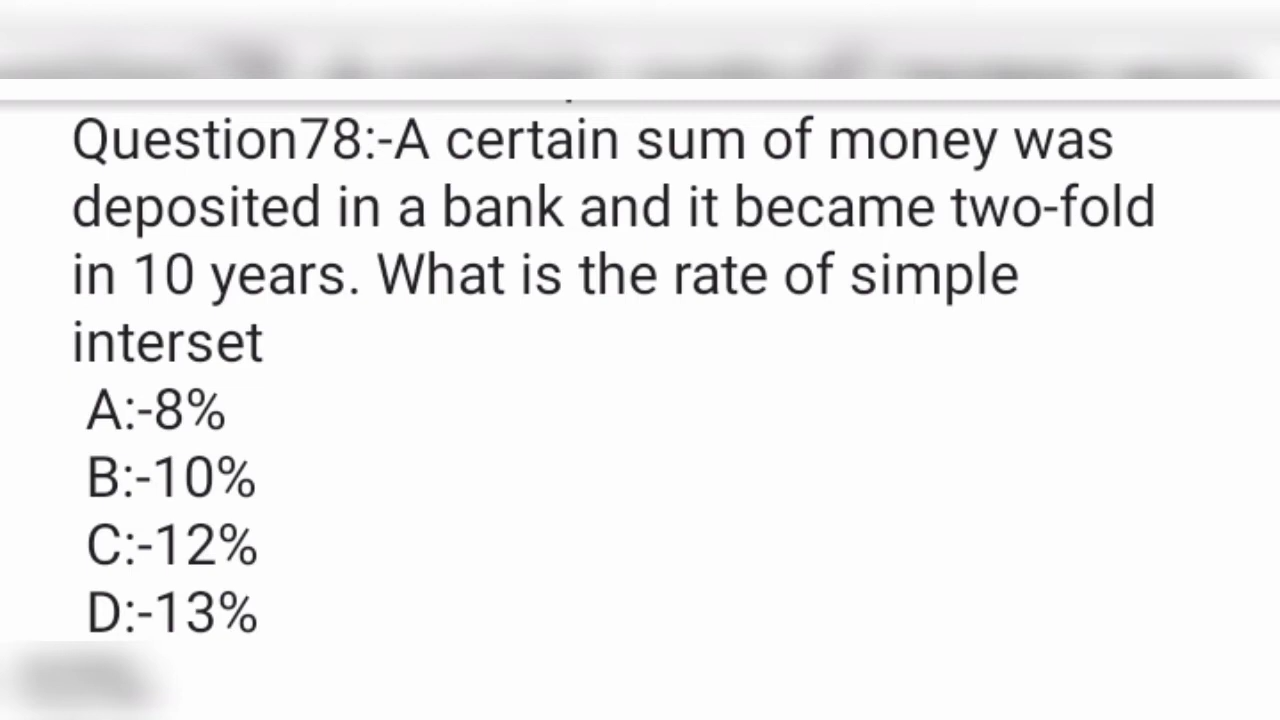 Question78:-A certain sum of money was
deposited in a bank and it became two-fold
in 10 years. What is the rate of simple
interset
A:-8%
B:-10%
C:-12%
D:-13%